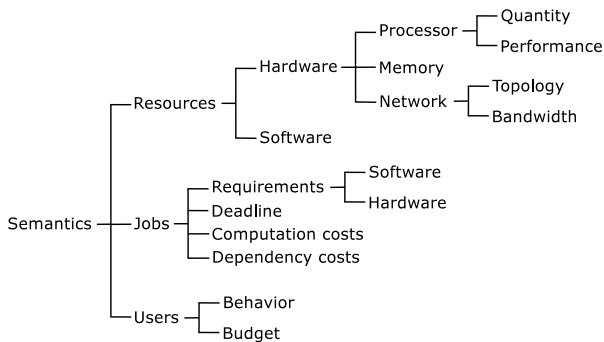 Semantics
Resources
Hardware
Processor
Quantity
Performance
Memory
Network
Topology
Bandwidth
Software
Jobs
Requirements
Software
Hardware
Deadline
Computation costs
Dependency costs
Users
Behavior
Budget